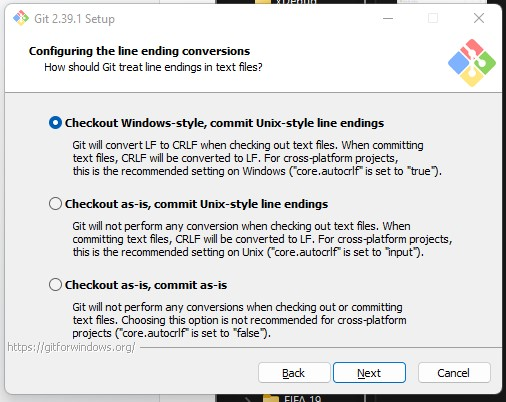 xDebug
Git 2.39.1 Setup
Configuring the line ending conversions
How should Git treat line endings in text files?
Checkout Windows-style, commit Unix-style line endings
Git will convert LF to CRLF when checking out text files. When committing
text files, CRLF will be converted to LF. For cross-platform projects,
this is the recommended setting on Windows ("core.autocrlf" is set to "true").
Checkout as-is, commit Unix-style line endings
Git will not perform any conversion when checking out text files. When
committing text files, CRLF will be converted to LF. For cross-platform projects,
this is the recommended setting on Unix ("core.autocrlf" is set to "input").
Checkout as-is, commit as-is
Git will not perform any conversions when checking out or committing
text files. Choosing this option is not recommended for cross-platform
projects ("core.autocrlf" is set to "false").
https://gitforwindows.org/
Back
Next
Cancel
FIFA 19